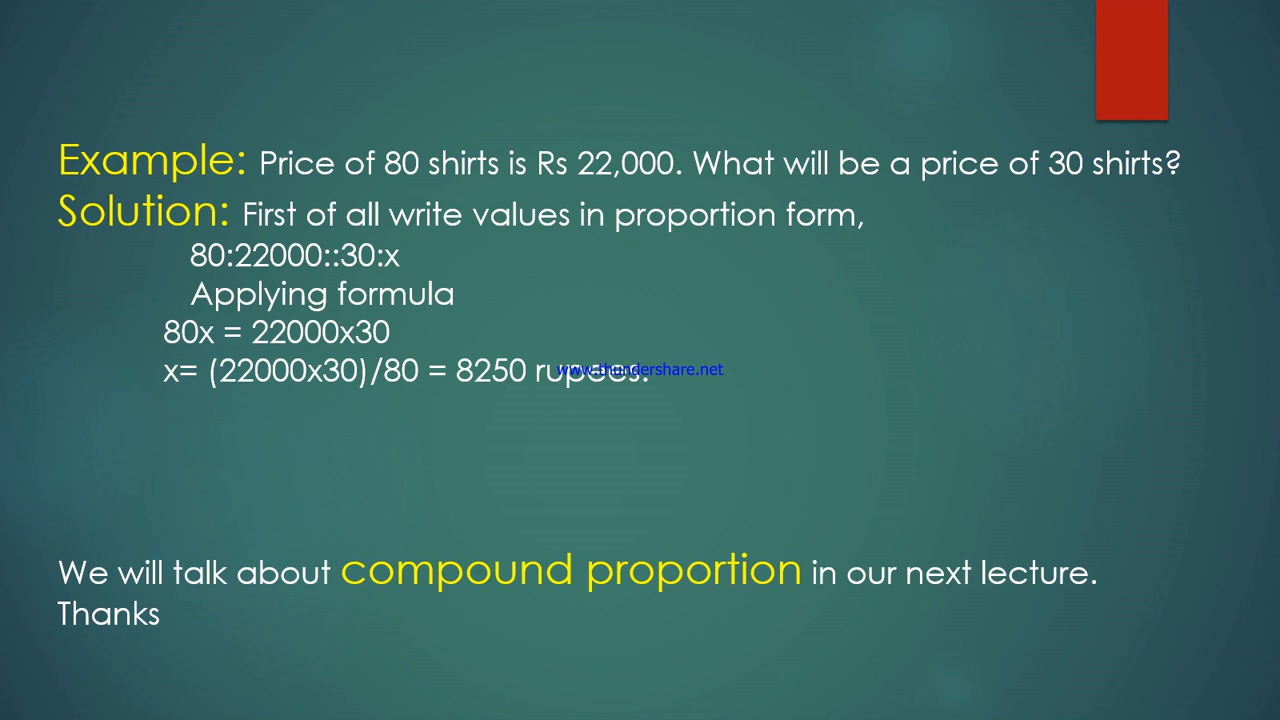 Example: Price of 80 shirts is Rs 22,000. What will be a price of 30 shirts?
Solution: First of all write values in proportion form,
80:22000::30:x
Applying formula
80x = 22000x30
x= (22000x30)/80 = 8250 rupees.
www.thundershare.net
We will talk about compound proportion in our next lecture.
Thanks